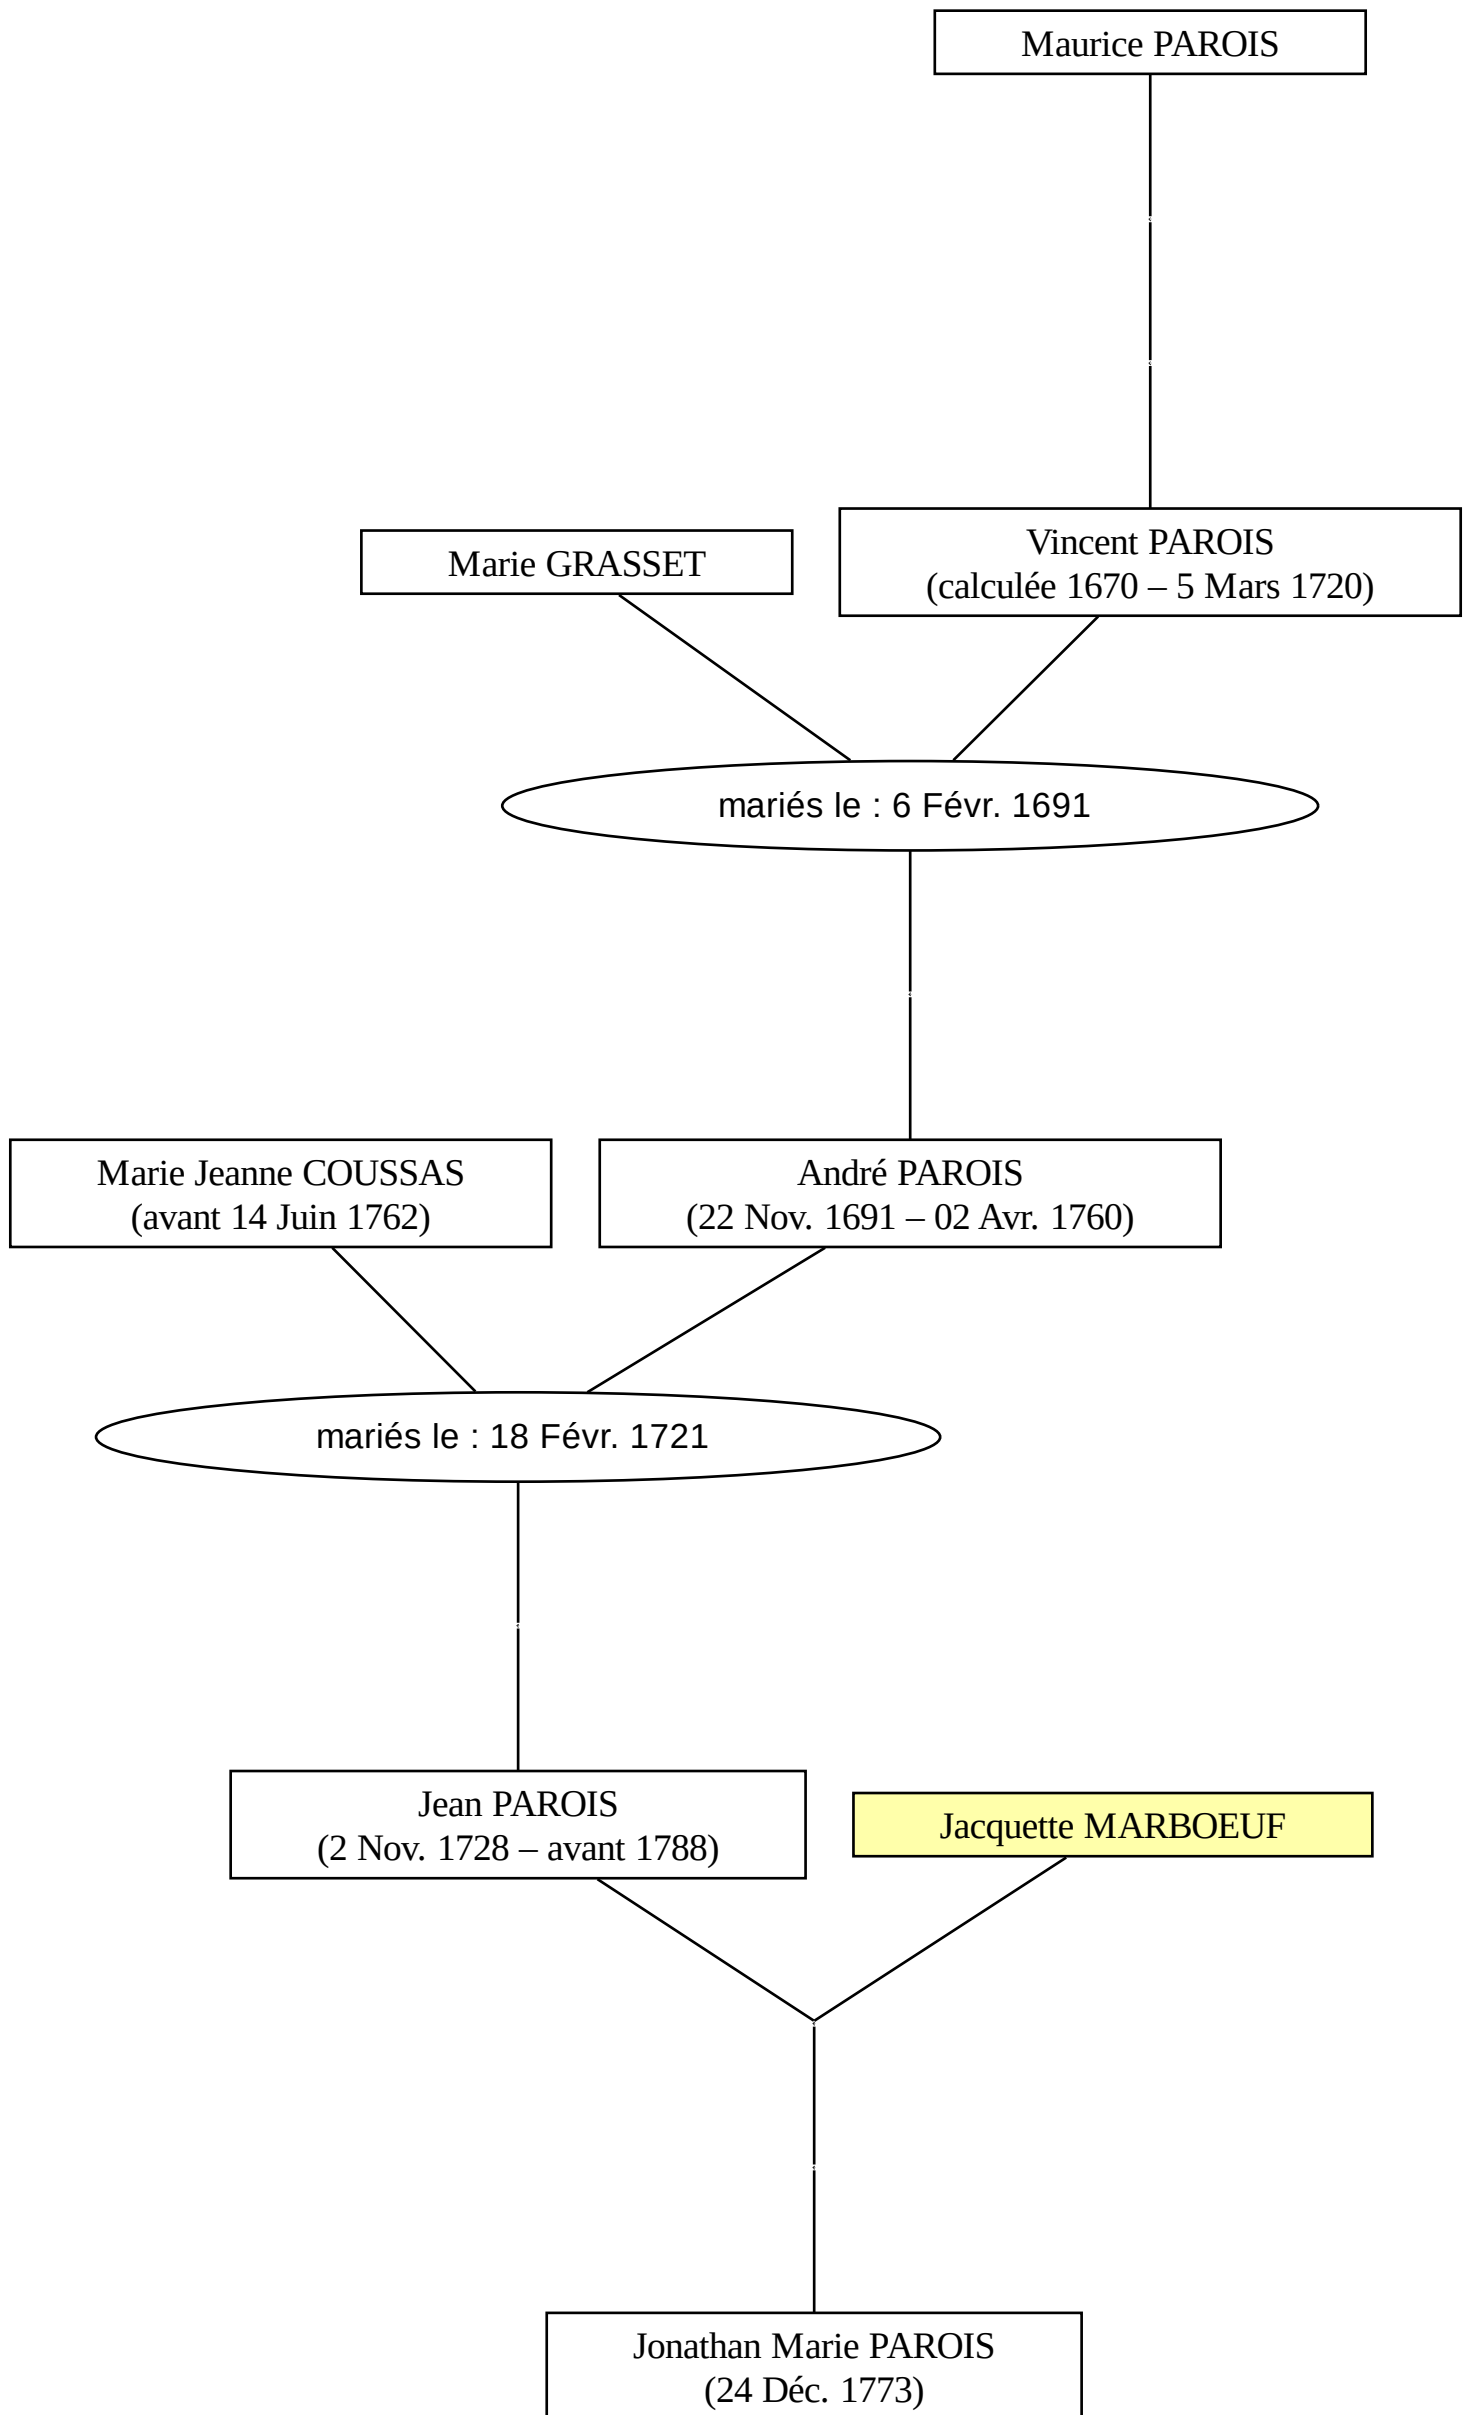 Maurice PAROIS
Marie GRASSET
Vincent PAROIS
(calculée 1670 – 5 Mars 1720)
mariés le : 6 Févr. 1691
Marie Jeanne COUSSAS
(avant 14 Juin 1762)
André PAROIS
(22 Nov. 1691 – 02 Avr. 1760)
mariés le : 18 Févr. 1721
Jean PAROIS
(2 Nov. 1728 – avant 1788)
Jacquette MARBOEUF
Jonathan Marie PAROIS
(24 Déc. 1773)